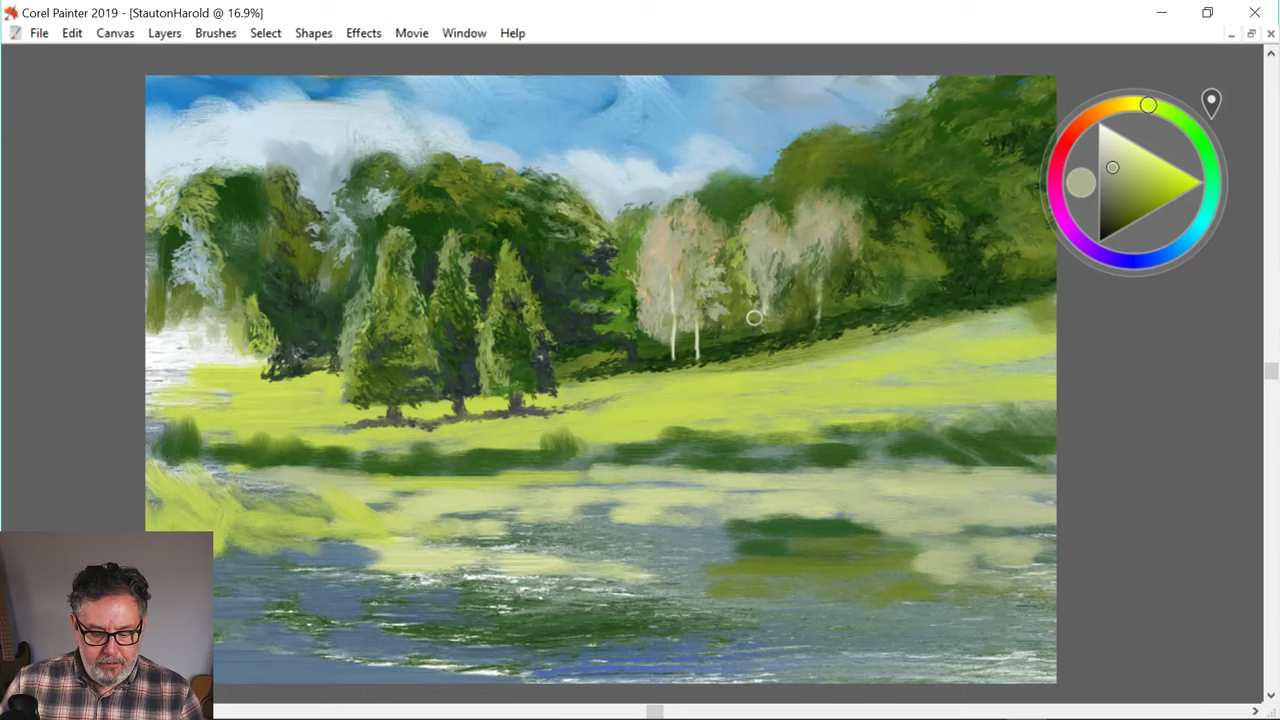 Corel Painter 2019 - [StautonHarold @ 16.9%]
File Edit Canvas Layers Brushes Select Shapes Effects Movie Window Help